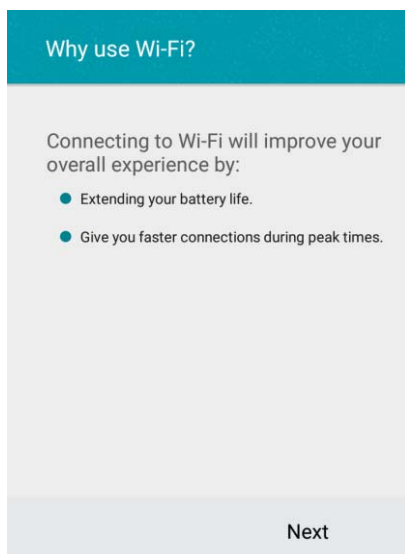 Why use Wi-Fi?
Connecting to Wi-Fi will improve your
overall experience by:
Extending your battery life.
Give you faster connections during peak times.
Next